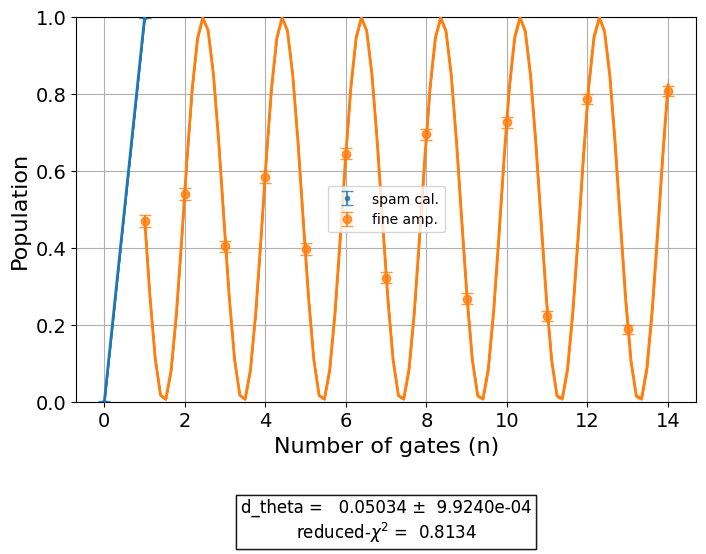 1.0
0.8
0.6
0.4
0.2
0.0
Population
spam cal.
fine amp.
0 2 4 6 8 10 12 14
Number of gates (n)
d_theta = 0.05034 ± 9.9240e-04
reduced-χ² = 0.8134